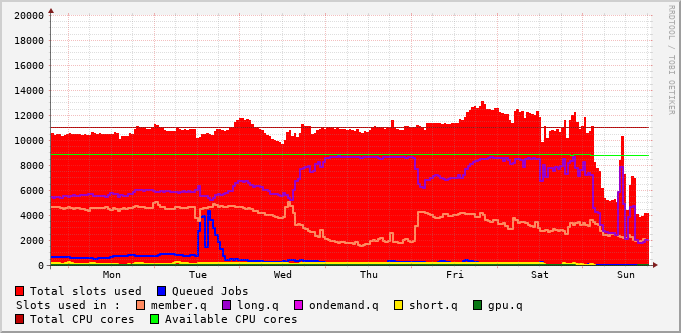 RRDTOOL / TOBI OETIKER
20000
18000
16000
14000
12000
10000
8000
6000
4000
2000
0
Mon Tue Wed Thu Fri Sat Sun
Total slots used Queued Jobs
Slots used in : member.q long.q ondemand.q short.q gpu.q
Total CPU cores Available CPU cores